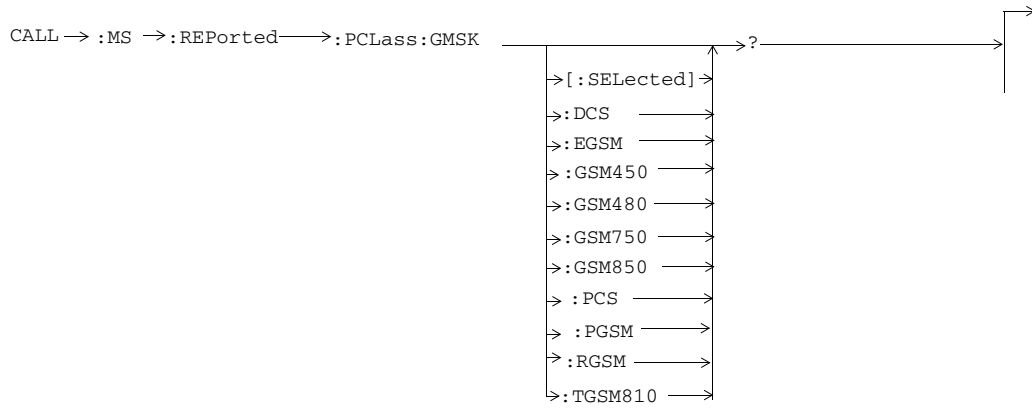 CALL :MS :REPorted :PCLass:GMSK ?
[:SELected]
:DCS
:EGSM
:GSM450
:GSM480
:GSM750
:GSM850
:PCS
:PGSM
:RGSM
:TGSM810